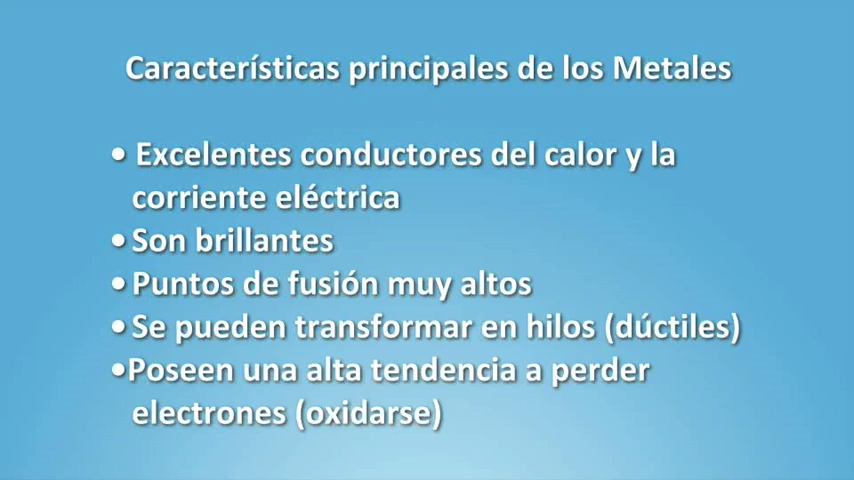 Características principales de los Metales
• Excelentes conductores del calor y la
corriente eléctrica
• Son brillantes
• Puntos de fusión muy altos
• Se pueden transformar en hilos (dúctiles)
•Poseen una alta tendencia a perder
electrones (oxidarse)